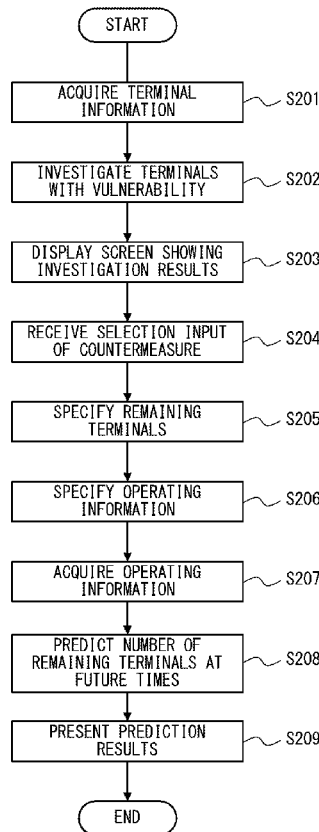 START
ACQUIRE TERMINAL
INFORMATION
S201
INVESTIGATE TERMINALS
WITH VULNERABILITY
S202
DISPLAY SCREEN SHOWING
INVESTIGATION RESULTS
S203
RECEIVE SELECTION INPUT
OF COUNTERMEASURE
S204
SPECIFY REMAINING
TERMINALS
S205
SPECIFY OPERATING
INFORMATION
S206
ACQUIRE OPERATING
INFORMATION
S207
PREDICT NUMBER OF
REMAINING TERMINALS AT
FUTURE TIMES
S208
PRESENT PREDICTION
RESULTS
S209
END